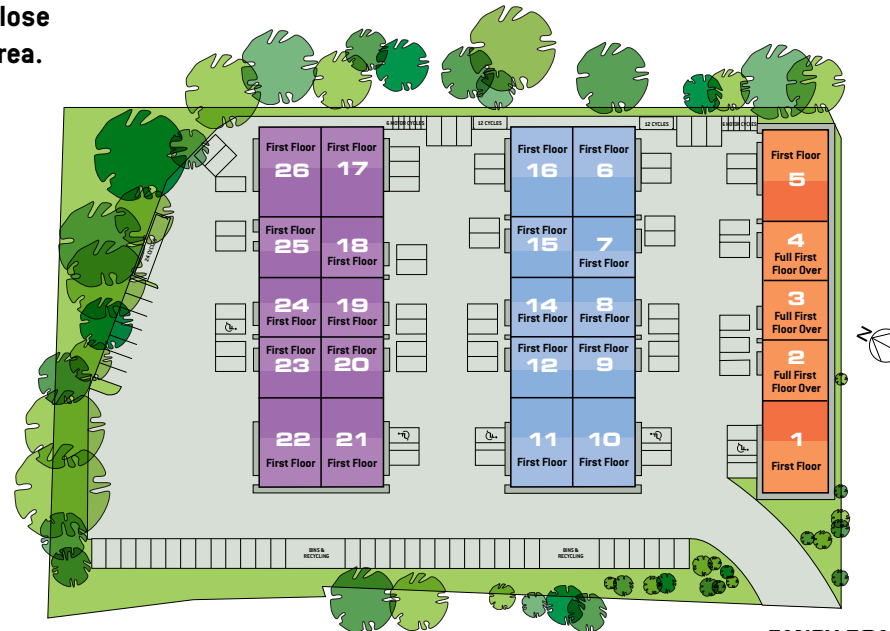 lose
rea.
6 MOTOR CYCLES
12 CYCLES
12 CYCLES
6 MOTOR CYCLES
24 CYCLES
First Floor
26
First Floor
17
First Floor
25
18
First Floor
24
First Floor
19
First Floor
First Floor
23
First Floor
20
22
First Floor
21
First Floor
First Floor
16
First Floor
6
First Floor
15
7
First Floor
14
First Floor
8
First Floor
First Floor
12
First Floor
9
11
First Floor
10
First Floor
First Floor
5
4
Full First
Floor Over
3
Full First
Floor Over
2
Full First
Floor Over
1
First Floor
N
BINS &
RECYCLING
BINS &
RECYCLING